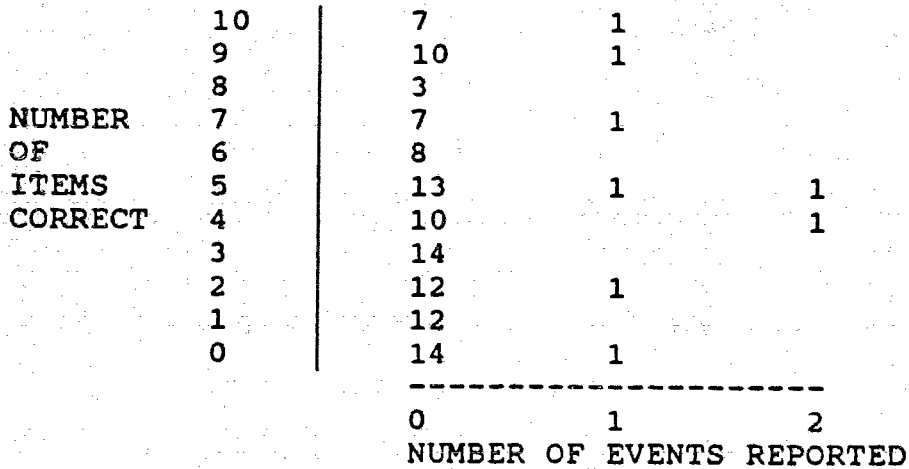 10 7 1
9 10 1
8 3
NUMBER 7 7 1
OF 6 8
ITEMS 5 13 1 1
CORRECT 4 10 1
3 14
2 12 1
1 12
0 14 1
0 1 2
NUMBER OF EVENTS REPORTED